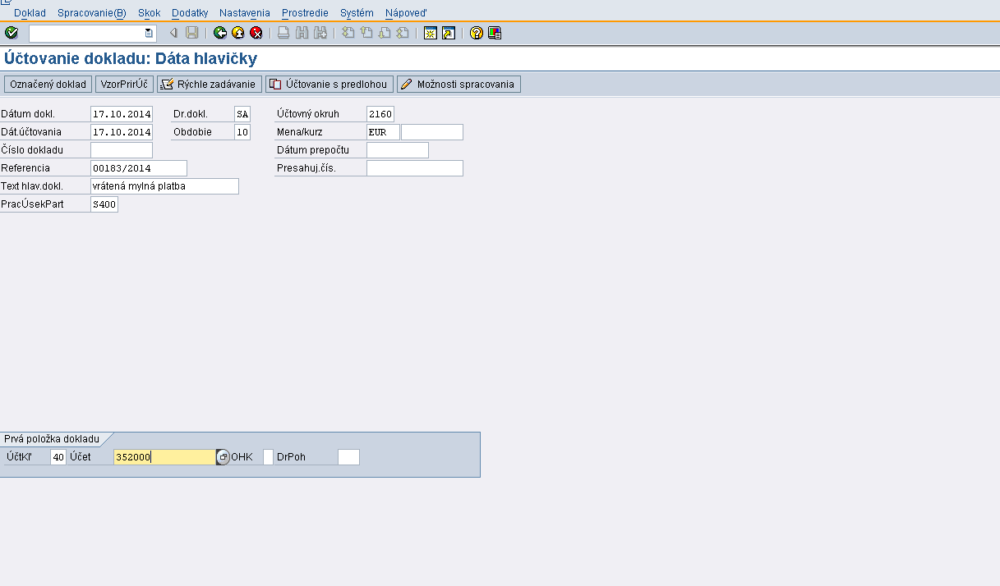 Doklad Spracovanie(B) Skok Dodatky Nastavenia Prostredie Systém Nápoveď
Účtovanie dokladu: Dáta hlavičky
Označený doklad VzorPrirÚč Rýchle zadávanie Účtovanie s predlohou Možnosti spracovania
Dátum dokl. 17.10.2014 Dr.dokl. SA Účtovný okruh 2160
Dát.účtovania 17.10.2014 Obdobie 10 Mena/kurz EUR
Číslo dokladu Dátum prepočtu
Referencia 00183/2014 Presahuj.čís.
Text hlav.dokl. vrátená mylná platba
PracÚsekPart S400
Prvá položka dokladu
ÚčtKľ 40 Účet 352000 OHK DrPoh